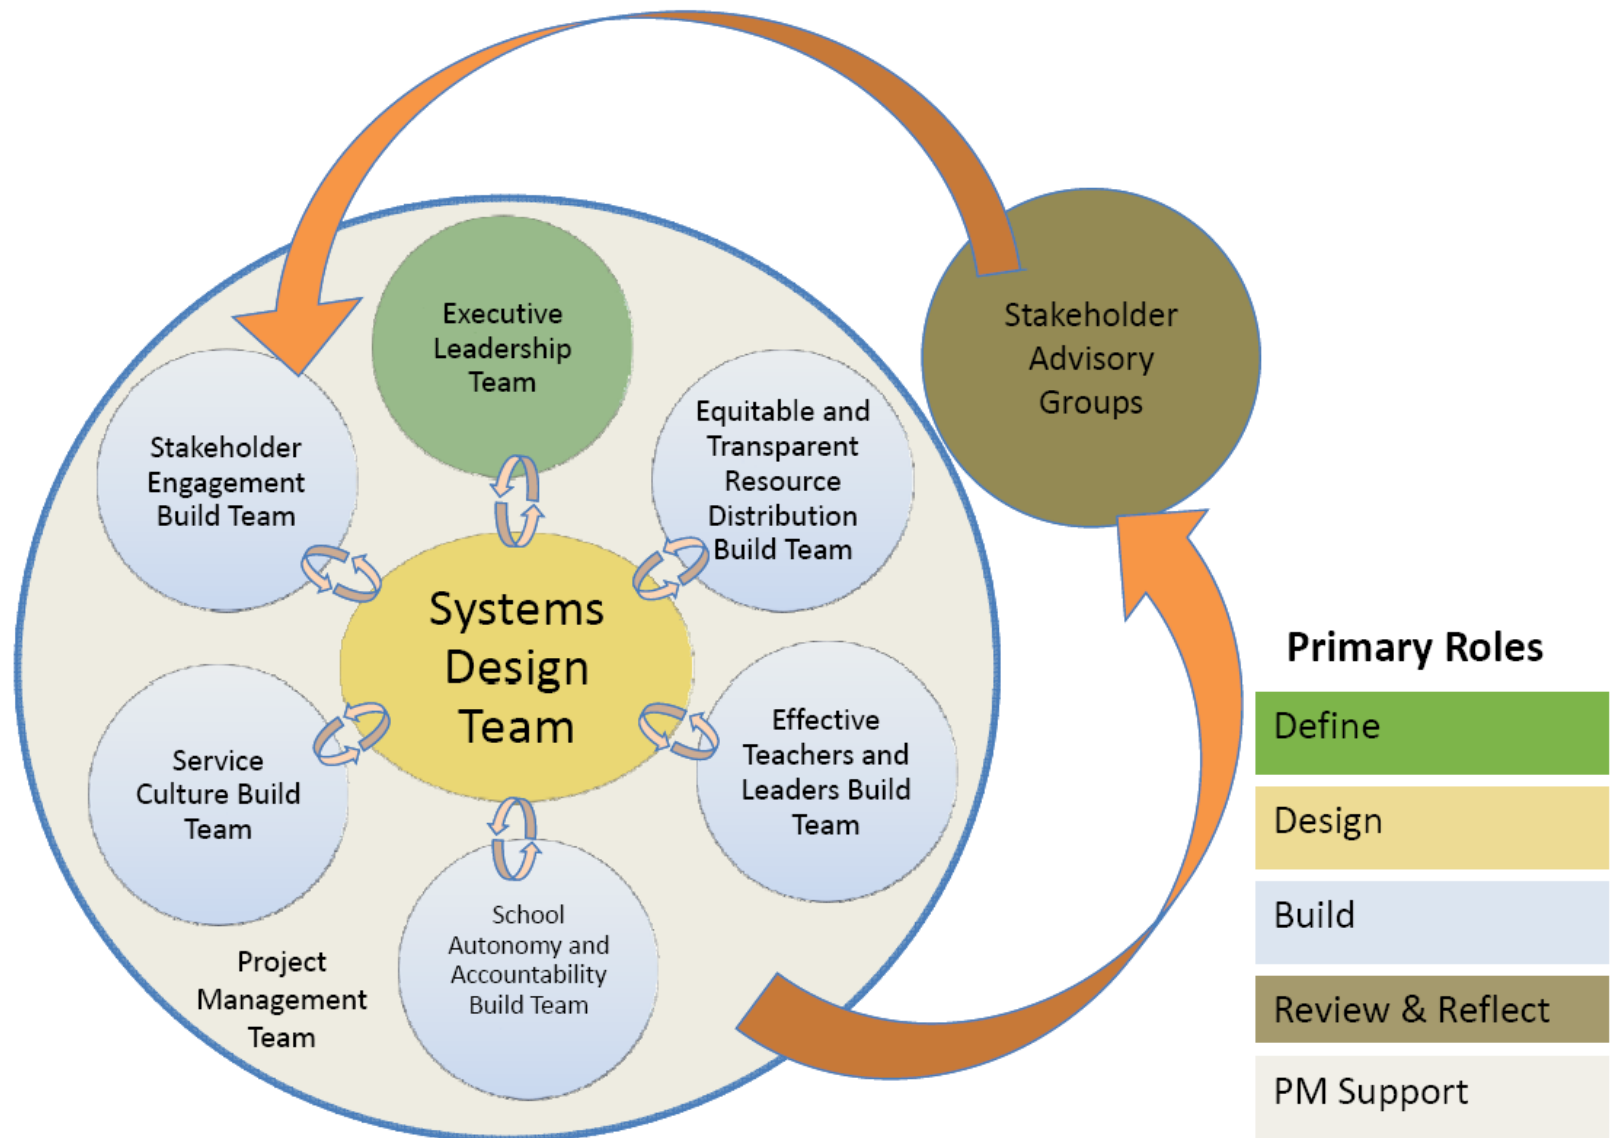 Executive
Leadership
Team
Stakeholder
Advisory
Groups
Equitable and
Transparent
Resource
Distribution
Build Team
Stakeholder
Engagement
Build Team
Systems
Design
Team
Effective
Teachers and
Leaders Build
Team
Service
Culture Build
Team
School
Autonomy and
Accountability
Build Team
Project
Management
Team
Primary Roles
Define
Design
Build
Review & Reflect
PM Support